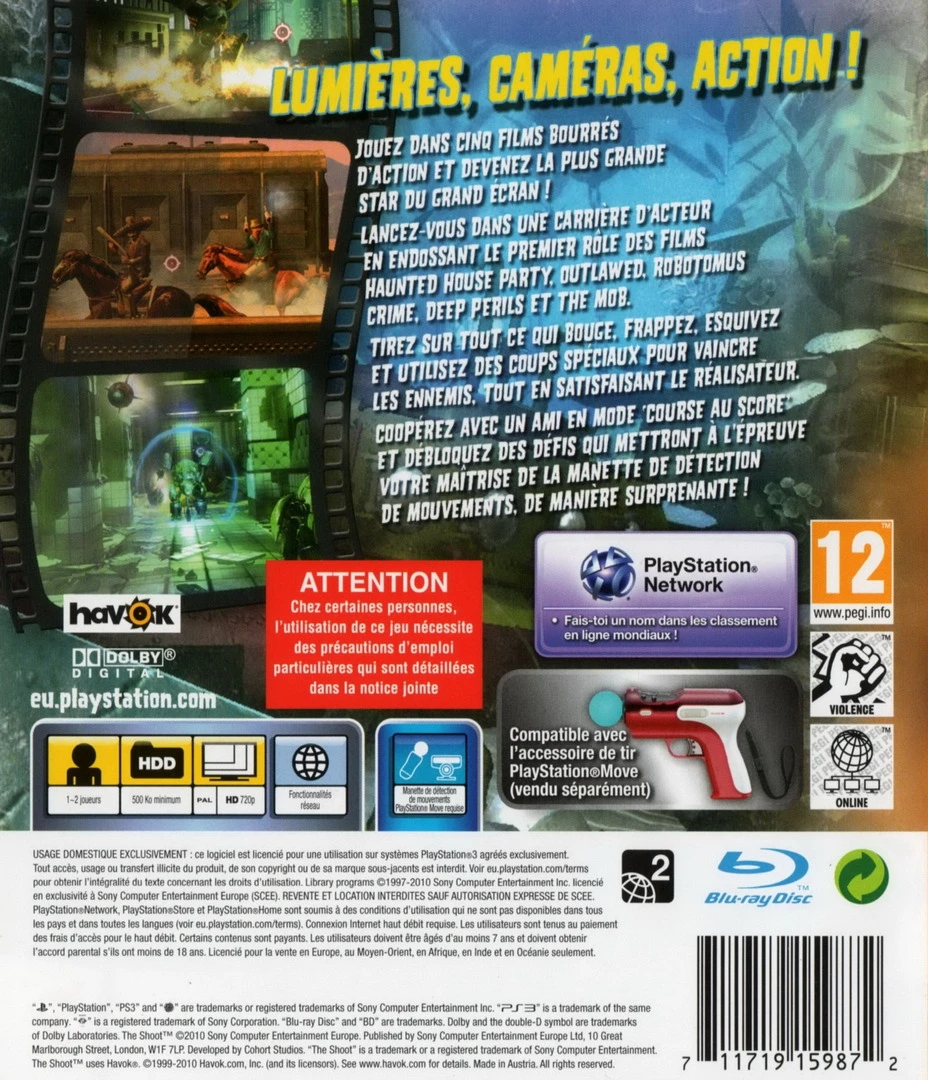 LUMIÈRES, CAMÉRAS, ACTION !
JOUEZ DANS CINQ FILMS BOURRÉS
D'ACTION ET DEVENEZ LA PLUS GRANDE
STAR DU GRAND ÉCRAN !
LANCEZ-VOUS DANS UNE CARRIÈRE D'ACTEUR
EN ENDOSSANT LE PREMIER RÔLE DES FILMS
HAUNTED HOUSE PARTY, OUTLAWED, ROBOTOMUS
CRIME, DEEP PERILS ET THE MOB.
TIREZ SUR TOUT CE QUI BOUGE, FRAPPEZ, ESQUIVEZ
ET UTILISEZ DES COUPS SPÉCIAUX POUR VAINCRE
LES ENNEMIS, TOUT EN SATISFAISANT LE RÉALISATEUR.
COOPÉREZ AVEC UN AMI EN MODE 'COURSE AU SCORE'
ET DÉBLOQUEZ DES DÉFIS QUI METTRONT À L'ÉPREUVE
VOTRE MAÎTRISE DE LA MANETTE DE DÉTECTION
DE MOUVEMENTS, DE MANIÈRE SURPRENANTE !
havok
DOLBY®
DIGITAL
eu.playstation.com
ATTENTION
Chez certaines personnes,
l'utilisation de ce jeu nécessite
des précautions d'emploi
particulières qui sont détaillées
dans la notice jointe
PlayStation®
Network
• Fais-toi un nom dans les classement
en ligne mondiaux !
12
www.pegi.info
VIOLENCE
ONLINE
Compatible avec
l'accessoire de tir
PlayStation®Move
(vendu séparément)
HDD
1-2 joueurs
500 Ko minimum
PAL HD 720p
Fonctionnalités
réseau
Manette de détection
de mouvements
PlayStation® Move requise
USAGE DOMESTIQUE EXCLUSIVEMENT : ce logiciel est licencié pour une utilisation sur systèmes PlayStation®3 agréés exclusivement.
Tout accès, usage ou transfert illicite du produit, de son copyright ou de sa marque sous-jacents est interdit. Voir eu.playstation.com/terms
pour obtenir l'intégralité du texte concernant les droits d'utilisation. Library programs ©1997-2010 Sony Computer Entertainment Inc. licencié
en exclusivité à Sony Computer Entertainment Europe (SCEE). REVENTE ET LOCATION INTERDITES SAUF AUTORISATION EXPRESSE DE SCEE.
PlayStation®Network, PlayStation®Store et PlayStation®Home sont soumis à des conditions d'utilisation qui ne sont pas disponibles dans tous
les pays et dans toutes les langues (voir eu.playstation.com/terms). Connexion Internet haut débit requise. Les utilisateurs sont tenus au paiement
des frais d'accès pour le haut débit. Certains contenus sont payants. Les utilisateurs doivent être âgés d'au moins 7 ans et doivent obtenir
l'accord parental s'ils ont moins de 18 ans. Licencié pour la vente en Europe, au Moyen-Orient, en Afrique, en Inde et en Océanie seulement.
2
Blu-ray Disc
"", "PlayStation", "PS3" and "" are trademarks or registered trademarks of Sony Computer Entertainment Inc. "PS3" is a trademark of the same
company. "" is a registered trademark of Sony Corporation. "Blu-ray Disc" and "BD" are trademarks. Dolby and the double-D symbol are trademarks
of Dolby Laboratories. The Shoot™ ©2010 Sony Computer Entertainment Europe. Published by Sony Computer Entertainment Europe Ltd, 10 Great
Marlborough Street, London, W1F 7LP. Developed by Cohort Studios. "The Shoot" is a trademark or a registered trademark of Sony Computer Entertainment.
The Shoot™ uses Havok®. ©1999-2010 Havok.com, Inc. (and its licensors). See www.havok.com for details. Made in Austria. All rights reserved.
7 11719 15987 2